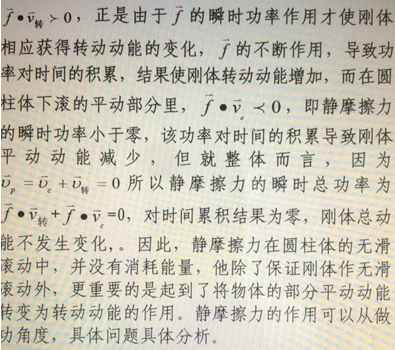 f⃗•v⃗转 ≻0，正是由于 f⃗ 的瞬时功率作用才使刚体
相应获得转动动能的变化，f⃗ 的不断作用，导致功
率对时间的积累，结果使刚体转动动能增加，而在圆
柱体下滚的平动部分里，f⃗•v⃗c ≺0，即静摩擦力
的瞬时功率小于零，该功率对时间的积累导致刚体
平动动能减少，但就整体而言，因为
υ⃗p = υ⃗c + υ⃗转 = 0 所以静摩擦力的瞬时总功率为
f⃗•v⃗转+f⃗•v⃗c=0，对时间累积结果为零，刚体总动
能不发生变化,。因此，静摩擦力在圆柱体的无滑
滚动中，并没有消耗能量，他除了保证刚体作无滑
滚动外，更重要的是起到了将物体的部分平动动能
转变为转动动能的作用。静摩擦力的作用可以从做
功角度，具体问题具体分析。